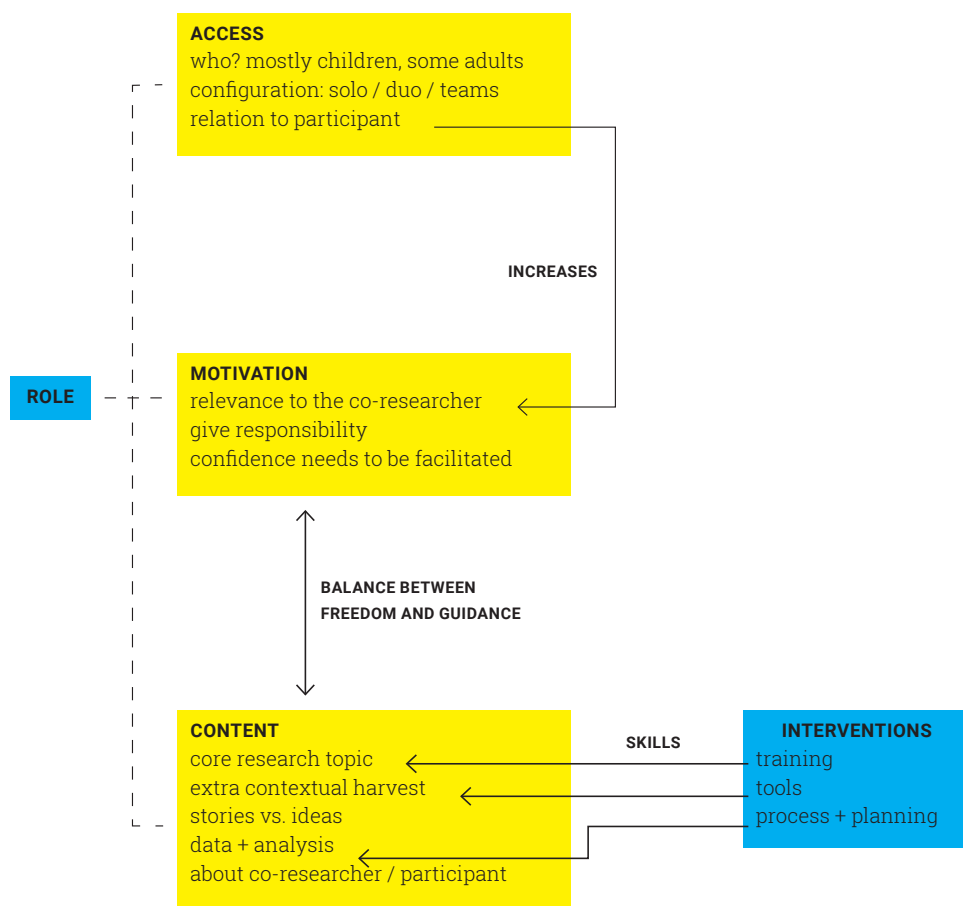 ACCESS
who? mostly children, some adults
configuration: solo / duo / teams
relation to participant
INCREASES
ROLE
MOTIVATION
relevance to the co-researcher
give responsibility
confidence needs to be facilitated
BALANCE BETWEEN
FREEDOM AND GUIDANCE
CONTENT
core research topic
extra contextual harvest
stories vs. ideas
data + analysis
about co-researcher / participant
SKILLS
INTERVENTIONS
training
tools
process + planning